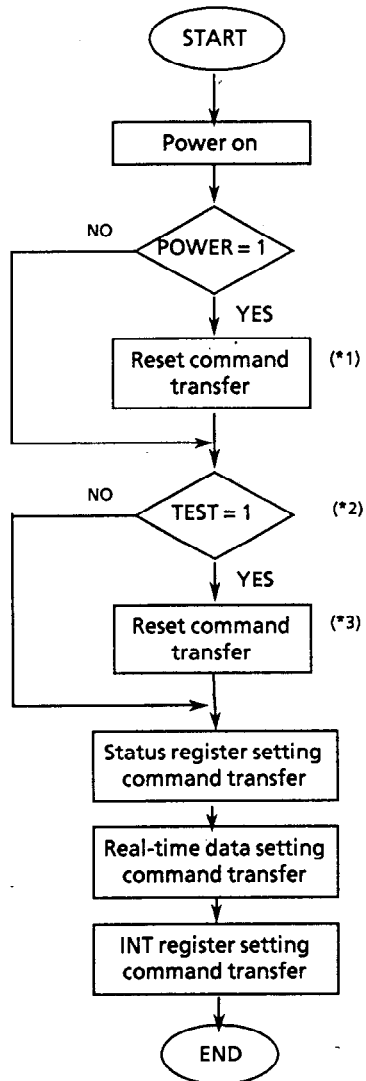 START
Power on
NO
POWER = 1
YES
Reset command
transfer
(*1)
NO
TEST = 1
(*2)
YES
Reset command
transfer
(*3)
Status register setting
command transfer
Real-time data setting
command transfer
INT register setting
command transfer
END